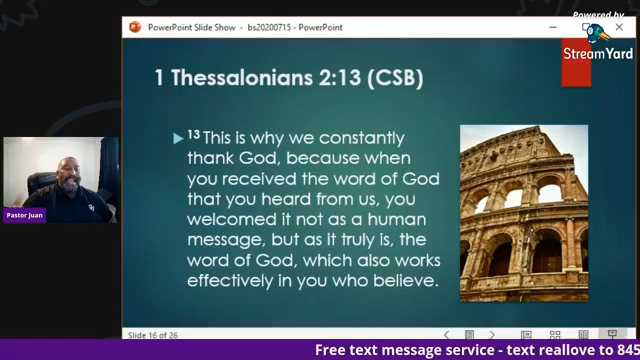 PowerPoint Slide Show - bs20200715 - PowerPoint
Powered by
StreamYard
1 Thessalonians 2:13 (CSB)
13 This is why we constantly
thank God, because when
you received the word of God
that you heard from us, you
welcomed it not as a human
message, but as it truly is, the
word of God, which also works
effectively in you who believe.
Pastor Juan
Slide 16 of 26
Free text message service - text reallove to 845